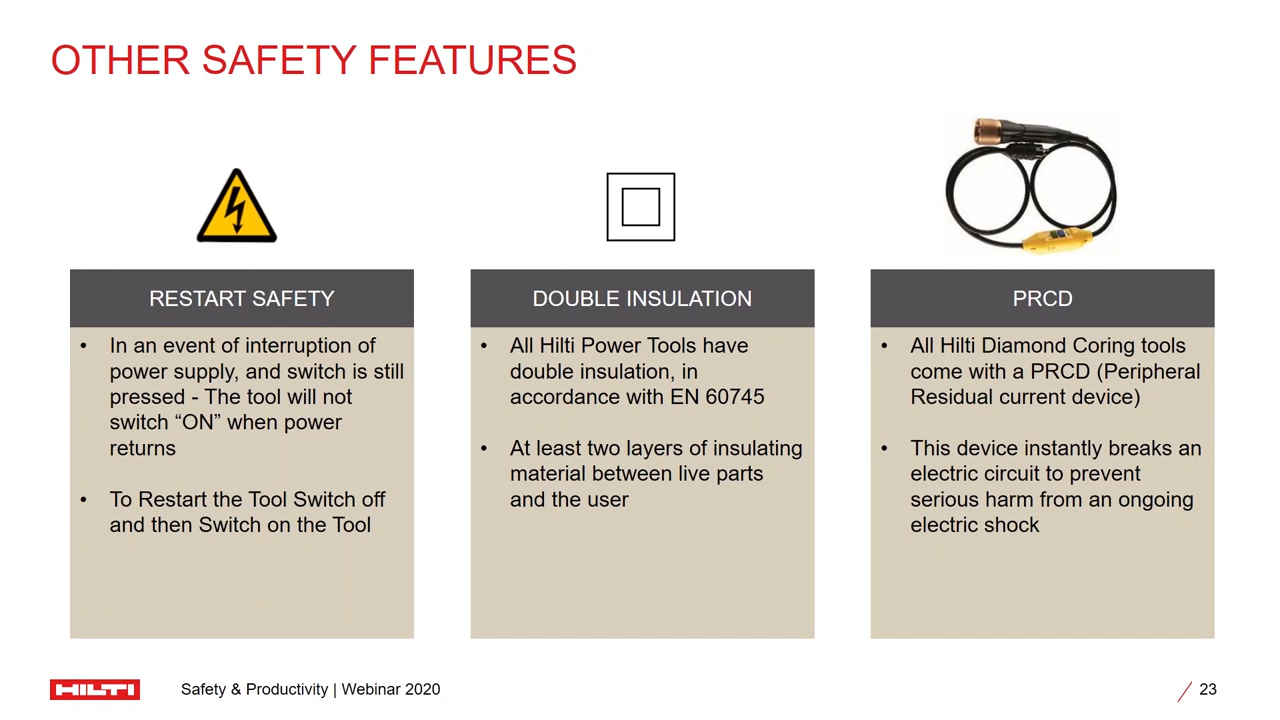 OTHER SAFETY FEATURES
RESTART SAFETY
• In an event of interruption of
power supply, and switch is still
pressed - The tool will not
switch “ON” when power
returns
• To Restart the Tool Switch off
and then Switch on the Tool
DOUBLE INSULATION
• All Hilti Power Tools have
double insulation, in
accordance with EN 60745
• At least two layers of insulating
material between live parts
and the user
PRCD
• All Hilti Diamond Coring tools
come with a PRCD (Peripheral
Residual current device)
• This device instantly breaks an
electric circuit to prevent
serious harm from an ongoing
electric shock
HILTI
Safety & Productivity | Webinar 2020
23